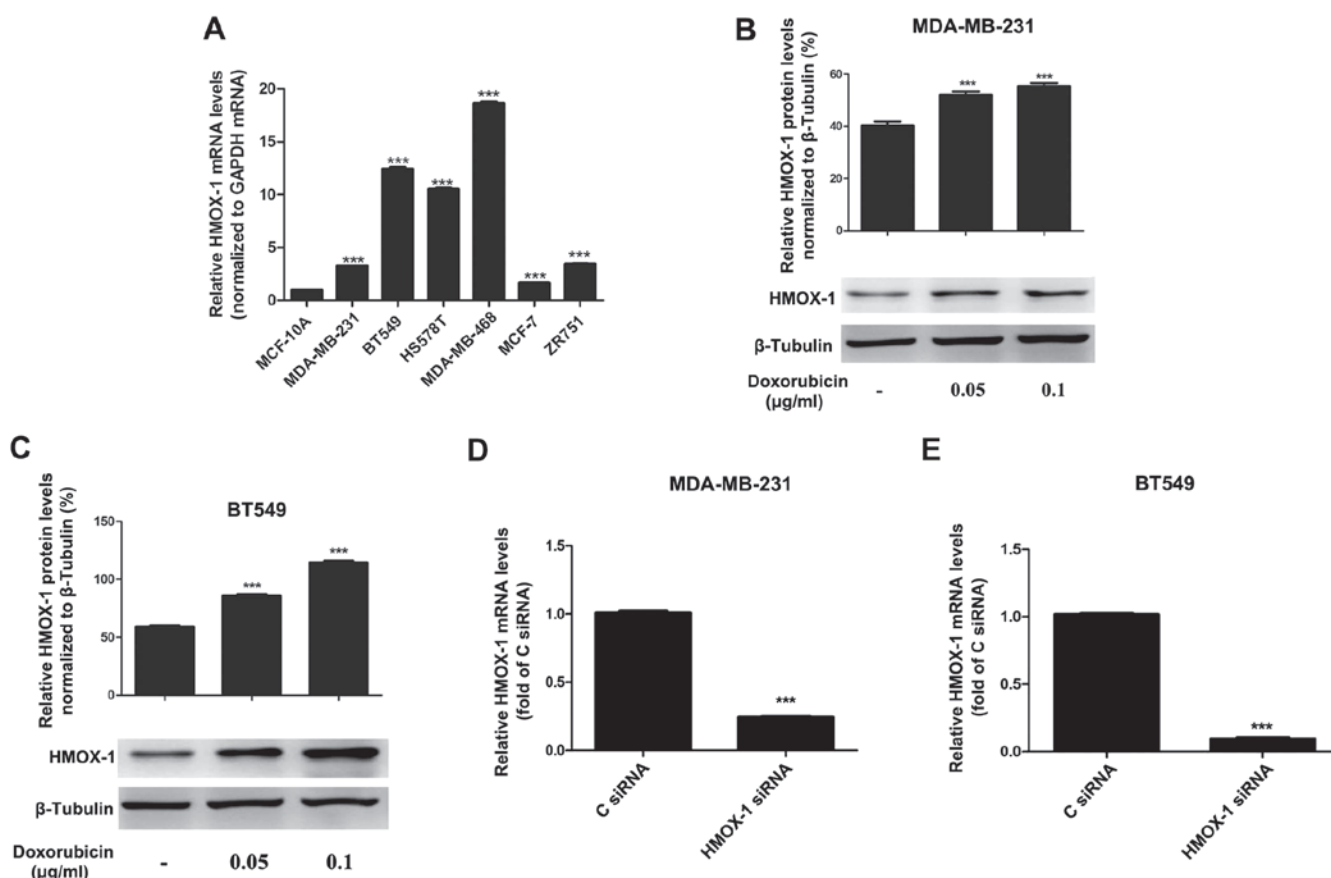 A
Relative HMOX-1 mRNA levels
(normalized to GAPDH mRNA)
20
15
10
5
0
***
***
***
***
***
***
MCF-10A
MDA-MB-231
BT549
HS578T
MDA-MB-468
MCF-7
ZR751
B
MDA-MB-231
Relative HMOX-1 protein levels
normalized to β-Tubulin (%)
60
40
20
0
***
***
HMOX-1
β-Tubulin
Doxorubicin
(µg/ml)
- 0.05 0.1
C
BT549
Relative HMOX-1 protein levels
normalized to β-Tubulin (%)
150
100
50
0
***
***
HMOX-1
β-Tubulin
Doxorubicin
(µg/ml)
- 0.05 0.1
D
MDA-MB-231
Relative HMOX-1 mRNA levels
(fold of C siRNA)
1.5
1.0
0.5
0.0
***
C siRNA
HMOX-1 siRNA
E
BT549
Relative HMOX-1 mRNA levels
(fold of C siRNA)
1.5
1.0
0.5
0.0
***
C siRNA
HMOX-1 siRNA